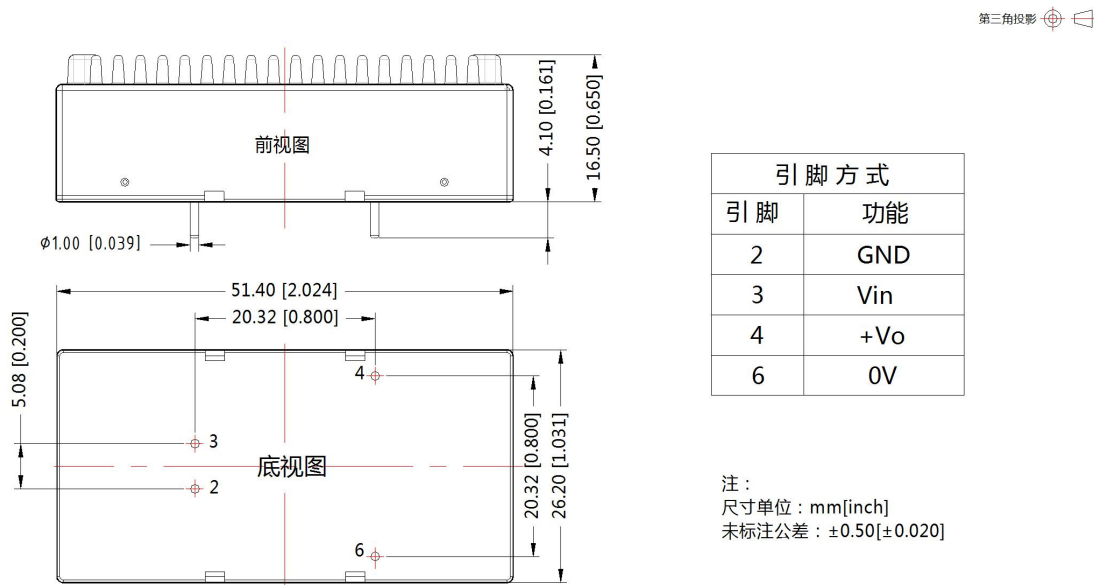 第三角投影
4.10 [0.161]
16.50 [0.650]
前视图
ϕ1.00 [0.039]
51.40 [2.024]
20.32 [0.800]
5.08 [0.200]
4
3
底视图
2
6
20.32 [0.800]
26.20 [1.031]
引脚方式
引脚 功能
2 GND
3 Vin
4 +Vo
6 0V
注：
尺寸单位：mm[inch]
未标注公差：±0.50[±0.020]